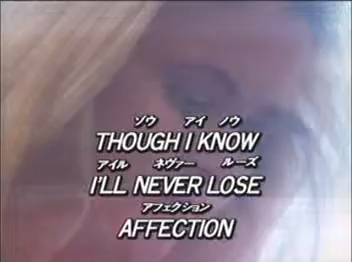 ゾウ アイ ノウ
THOUGH I KNOW
アイル ネヴァー ルーズ
I'LL NEVER LOSE
アフェクション
AFFECTION